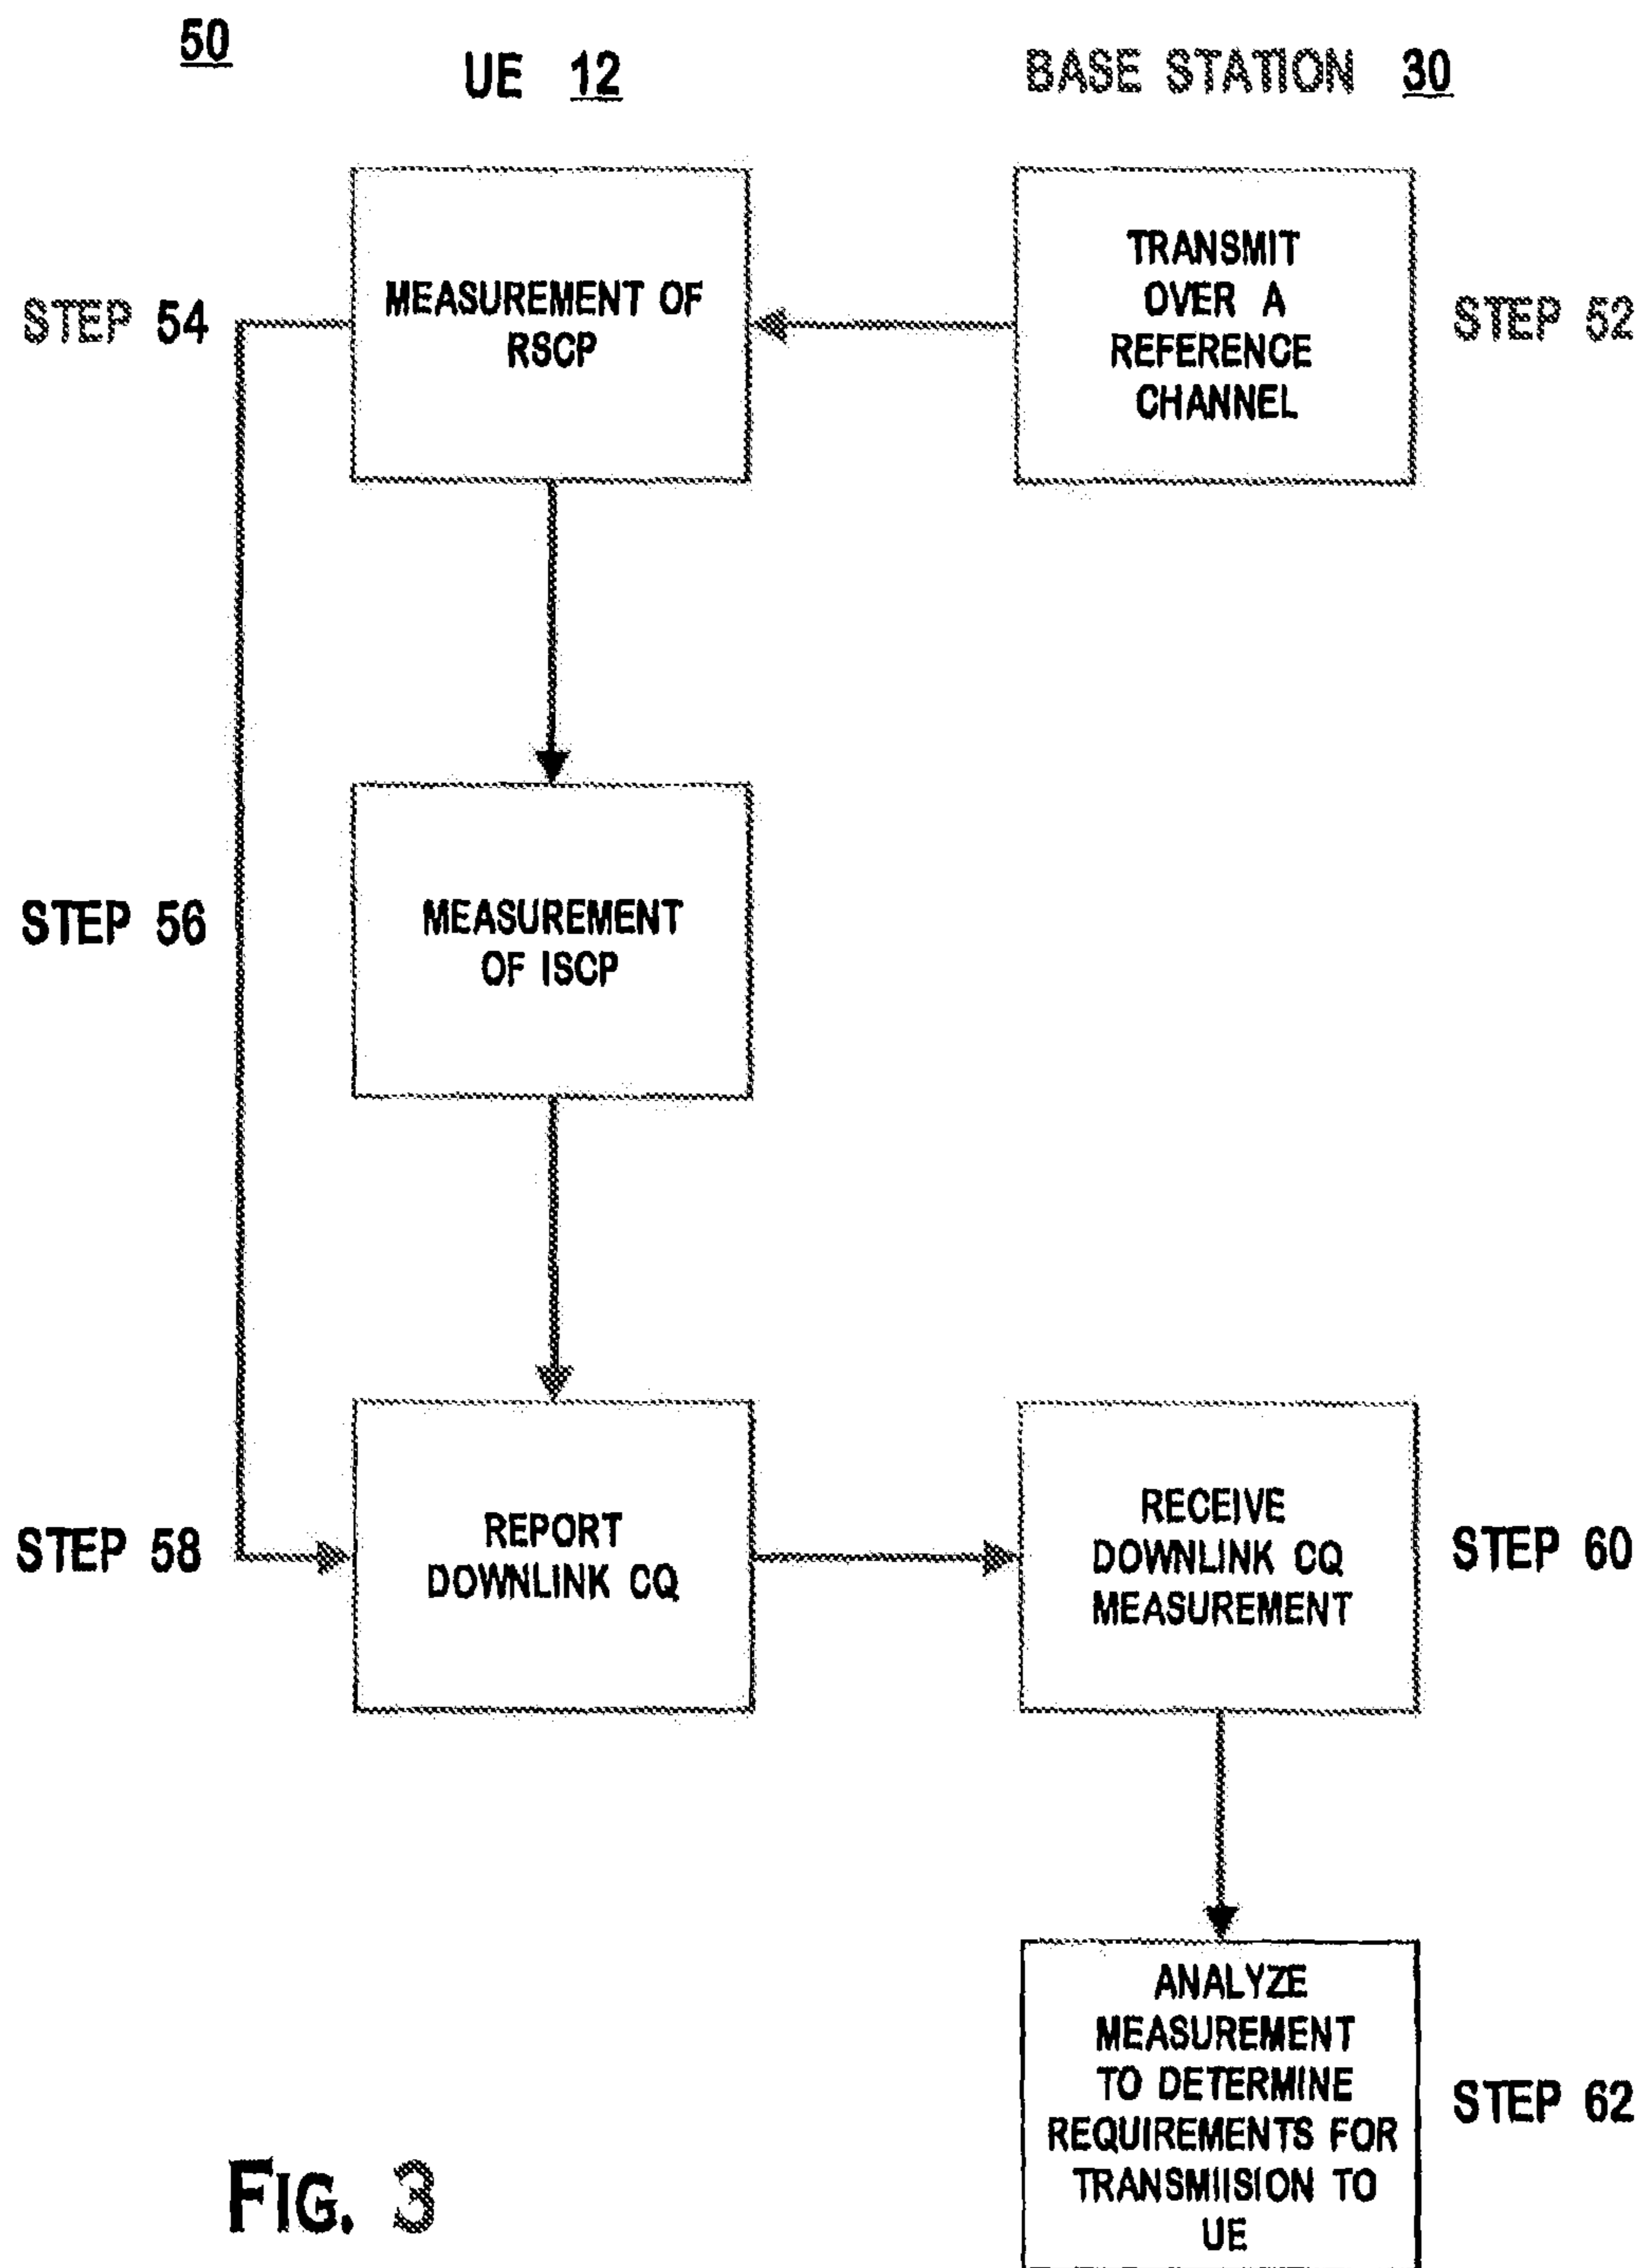 50
UE 12
BASE STATION 30
STEP 54
MEASUREMENT OF
RSCP
TRANSMIT
OVER A
REFERENCE
CHANNEL
STEP 52
STEP 56
MEASUREMENT
OF ISCP
STEP 58
REPORT
DOWNLINK CQ
RECEIVE
DOWNLINK CQ
MEASUREMENT
STEP 60
ANALYZE
MEASUREMENT
TO DETERMINE
REQUIREMENTS FOR
TRANSMIISION TO
UE
STEP 62
FIG. 3